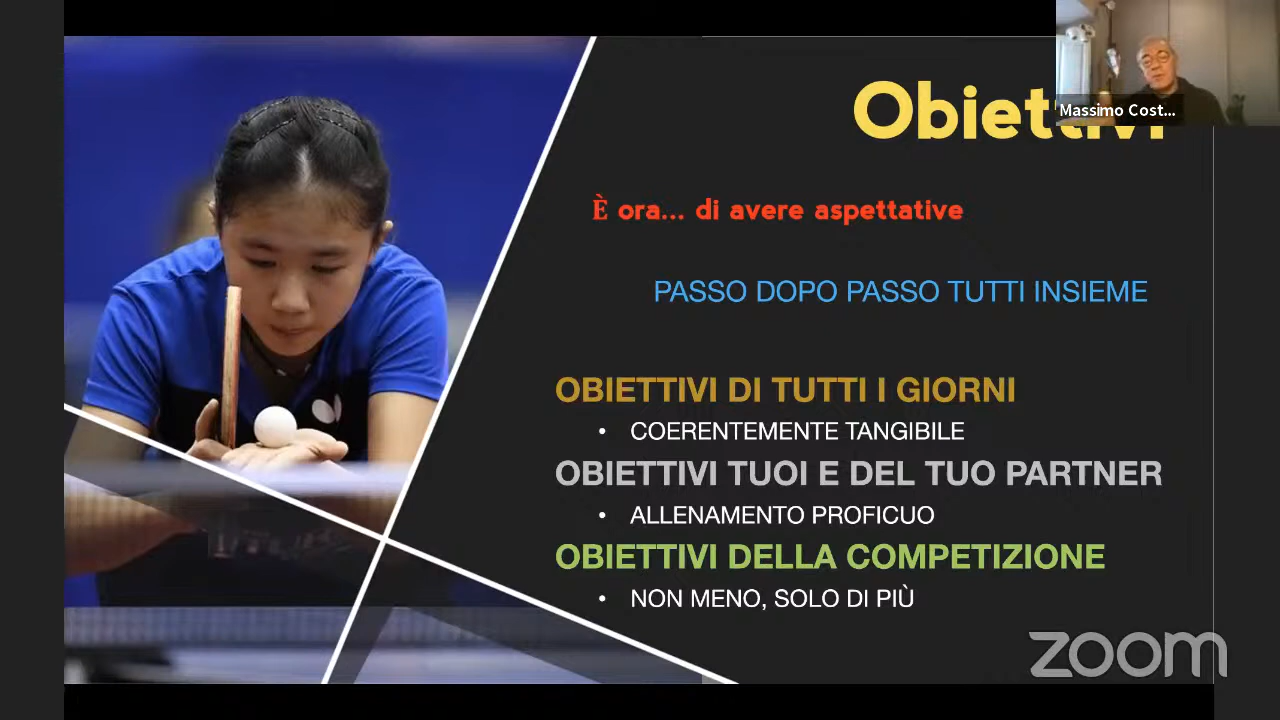 Obiettivi
Massimo Cost...
È ora... di avere aspettative
PASSO DOPO PASSO TUTTI INSIEME
OBIETTIVI DI TUTTI I GIORNI
• COERENTEMENTE TANGIBILE
OBIETTIVI TUOI E DEL TUO PARTNER
• ALLENAMENTO PROFICUO
OBIETTIVI DELLA COMPETIZIONE
• NON MENO, SOLO DI PIÙ
zoom